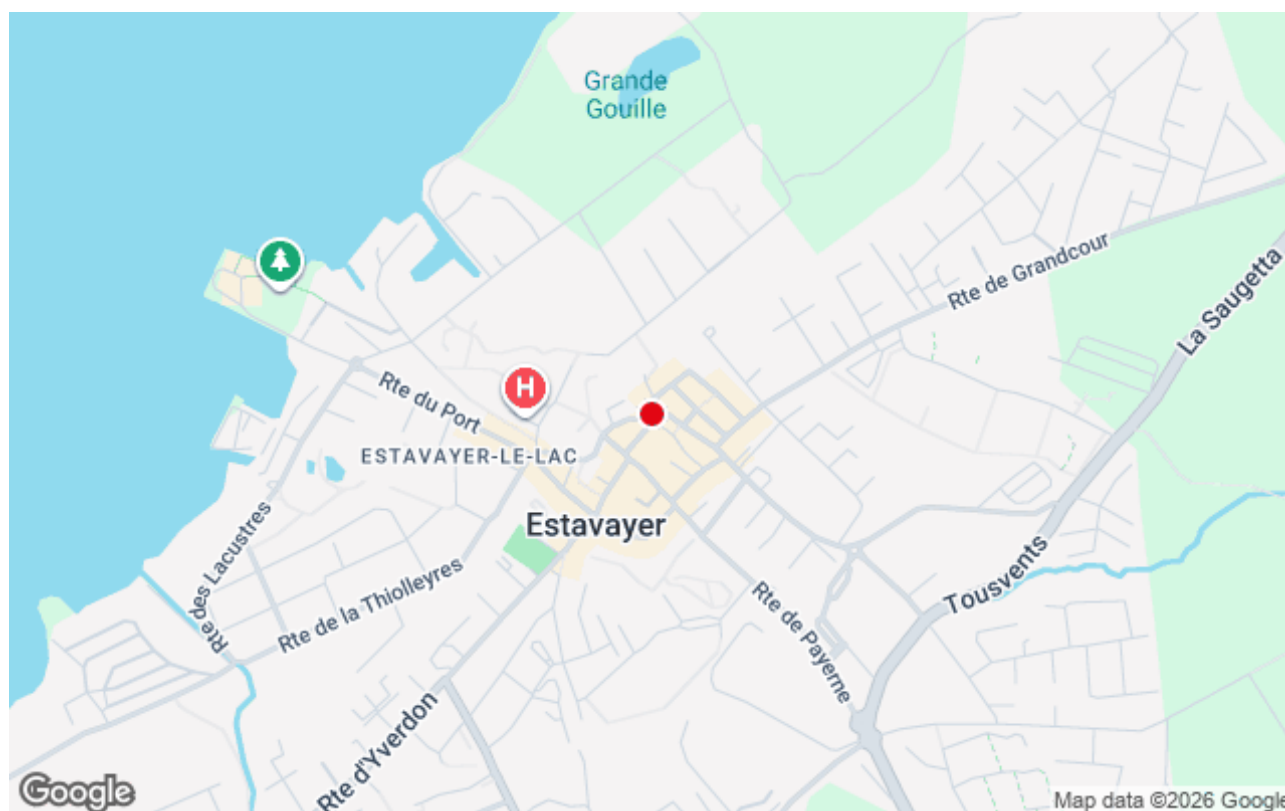 Grande
Gouille
Rte de Grandcour
La Saugetta
H
Rte du Port
ESTAVAYER-LE-LAC
Estavayer
Rte des Lacustres
Rte de la Thiolleyres
Tousvents
Rte de Payerne
Rte d'Yverdon
Google
Map data ©2026 Google